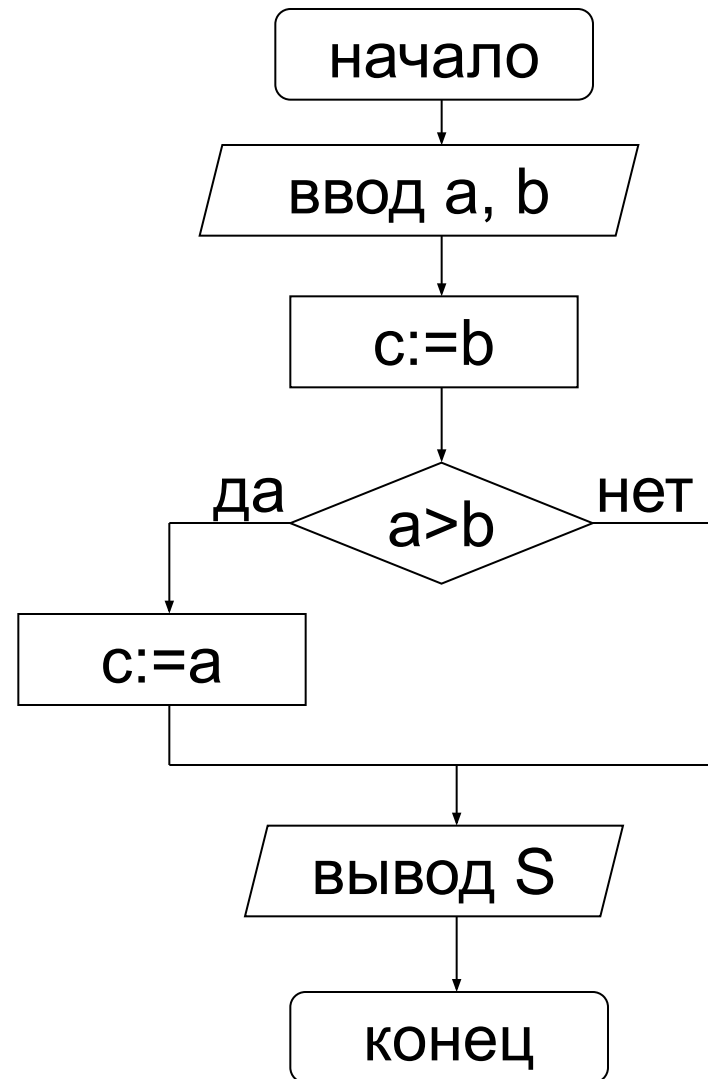 начало
ввод a, b
c:=b
да
нет
a>b
c:=a
вывод S
конец